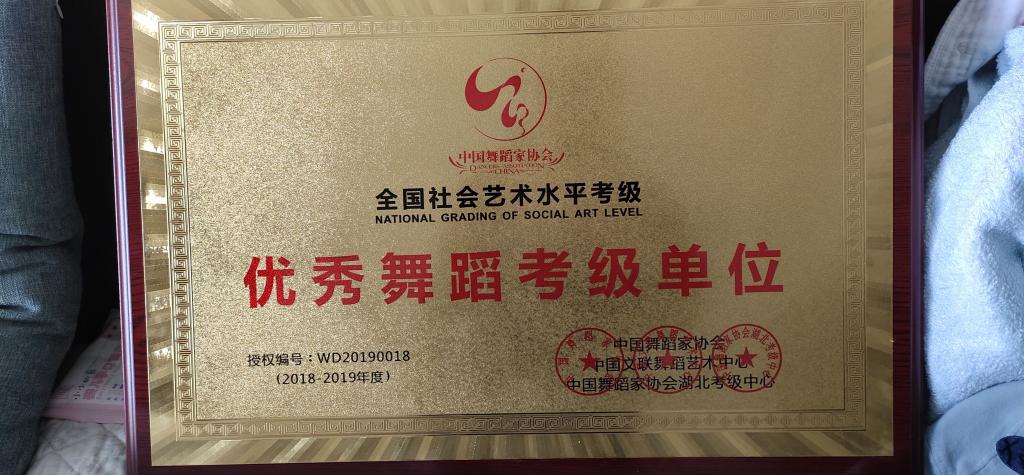 中国舞蹈家协会
DANCERS ASSOCIATION
CHINA
全国社会艺术水平考级
NATIONAL GRADING OF SOCIAL ART LEVEL
优秀舞蹈考级单位
授权编号：WD20190018
(2018-2019年度)
中国舞蹈家协会
中国文联舞蹈艺术中心
中国舞蹈家协会湖北考级中心